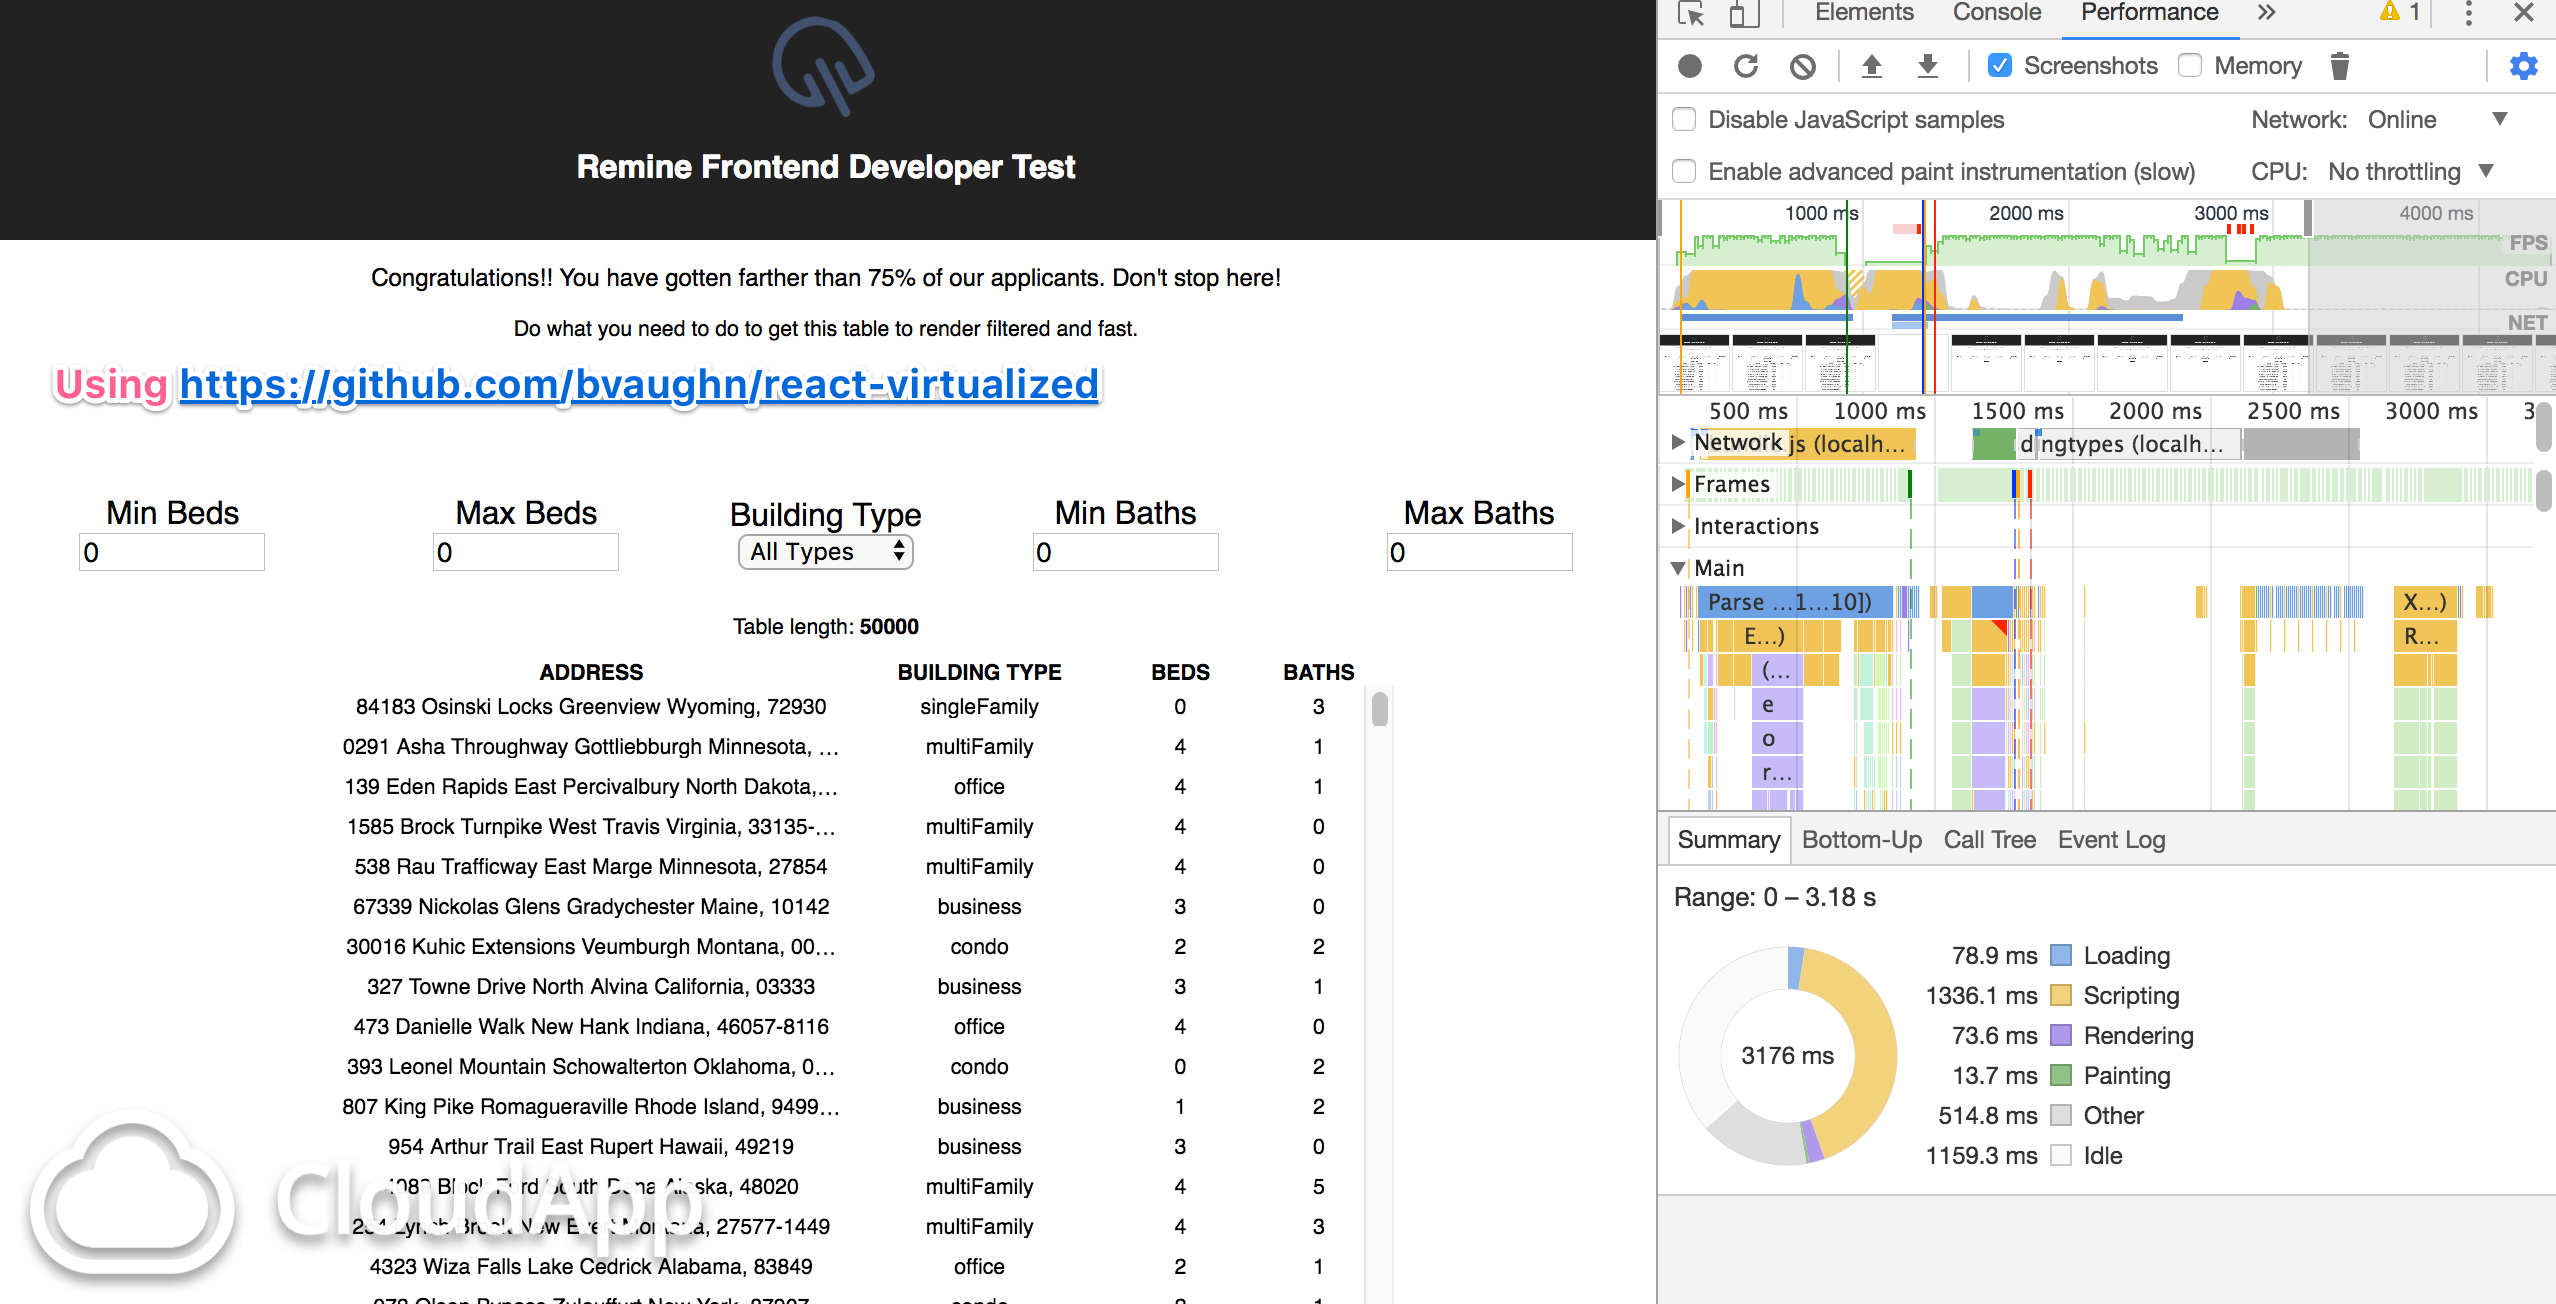 Remine Frontend Developer Test
Congratulations!! You have gotten farther than 75% of our applicants. Don't stop here!
Do what you need to do to get this table to render filtered and fast.
Using https://github.com/bvaughn/react-virtualized
Min Beds Max Beds Building Type Min Baths Max Baths
0 0 All Types 0 0
Table length: 50000
ADDRESS BUILDING TYPE BEDS BATHS
84183 Osinski Locks Greenview Wyoming, 72930 singleFamily 0 3
0291 Asha Throughway Gottliebburgh Minnesota, … multiFamily 4 1
139 Eden Rapids East Percivalbury North Dakota,… office 4 1
1585 Brock Turnpike West Travis Virginia, 33135-… multiFamily 4 0
538 Rau Trafficway East Marge Minnesota, 27854 multiFamily 4 0
67339 Nickolas Glens Gradychester Maine, 10142 business 3 0
30016 Kuhic Extensions Veumburgh Montana, 00… condo 2 2
327 Towne Drive North Alvina California, 03333 business 3 1
473 Danielle Walk New Hank Indiana, 46057-8116 office 4 0
393 Leonel Mountain Schowalterton Oklahoma, 0… condo 0 2
807 King Pike Romagueraville Rhode Island, 9499… business 1 2
954 Arthur Trail East Rupert Hawaii, 49219 business 3 0
Block Ford South Dena Alaska, 48020 multiFamily 4 5
Lynch Brook New Evert Montana, 27577-1449 multiFamily 4 3
4323 Wiza Falls Lake Cedrick Alabama, 83849 office 2 1
CloudApp
Elements Console Performance » 1
Screenshots Memory
Disable JavaScript samples Network: Online
Enable advanced paint instrumentation (slow) CPU: No throttling
1000 ms 2000 ms 3000 ms 4000 ms
FPS
CPU
NET
500 ms 1000 ms 1500 ms 2000 ms 2500 ms 3000 ms 3
Network js (localh… d ngtypes (localh…
Frames
Interactions
Main
Parse …1…10]) X…)
E…) R…
(…
e
o
r…
Summary Bottom-Up Call Tree Event Log
Range: 0 – 3.18 s
3176 ms
78.9 ms Loading
1336.1 ms Scripting
73.6 ms Rendering
13.7 ms Painting
514.8 ms Other
1159.3 ms Idle